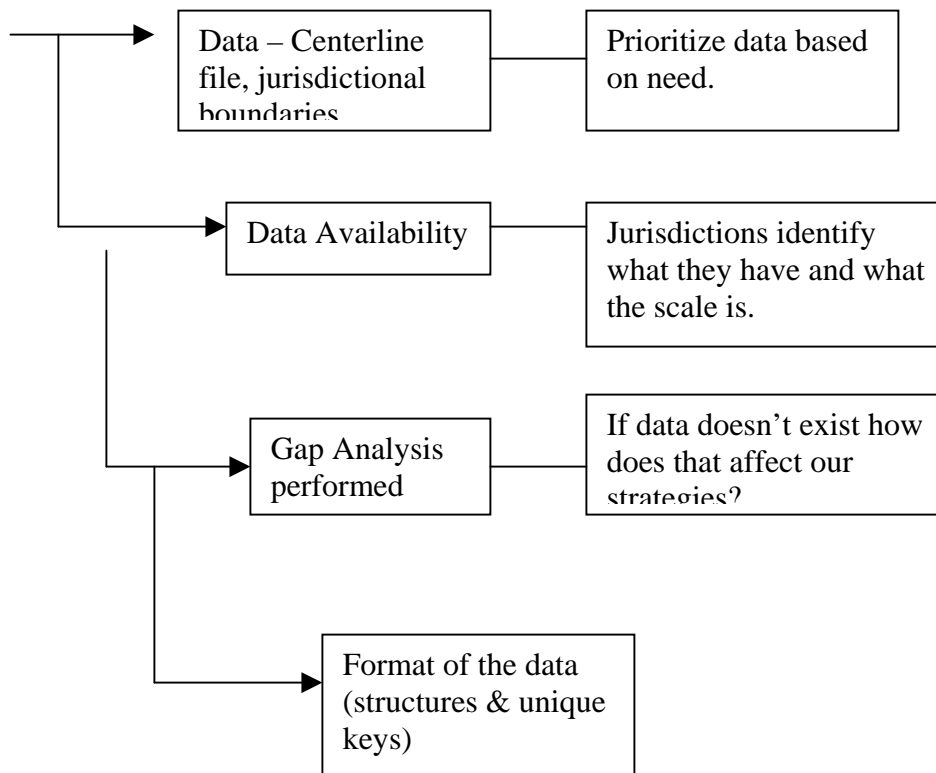 Data – Centerline
file, jurisdictional
boundaries
Prioritize data based
on need.
Data Availability
Jurisdictions identify
what they have and what
the scale is.
Gap Analysis
performed
If data doesn’t exist how
does that affect our
strategies?
Format of the data
(structures & unique
keys)